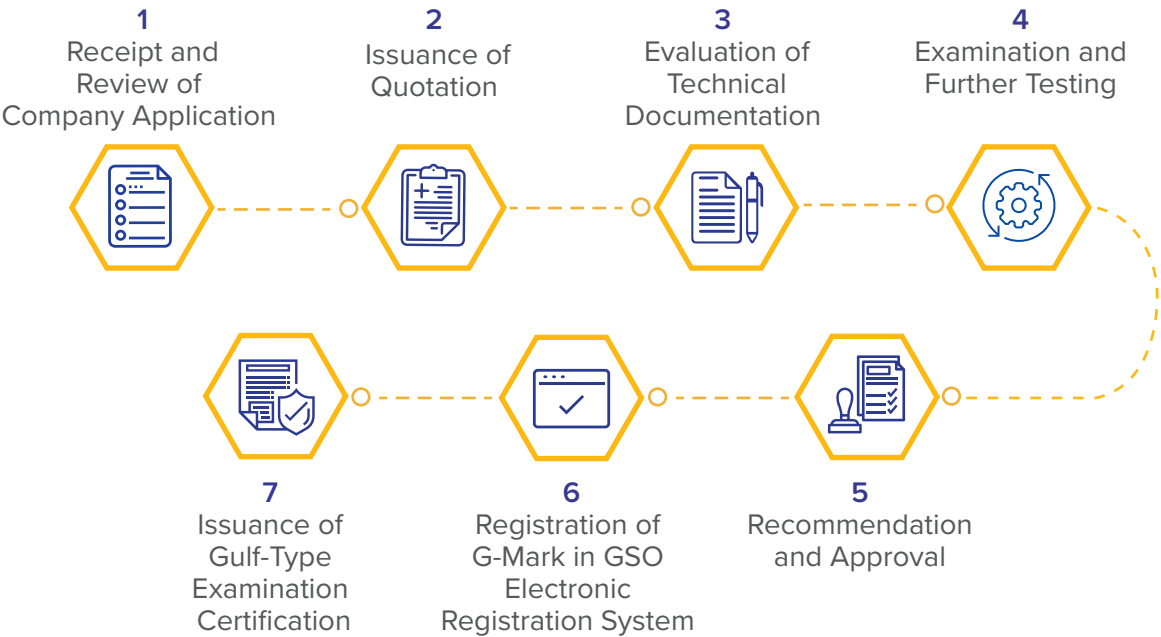 1
Receipt and
Review of
Company Application
2
Issuance of
Quotation
3
Evaluation of
Technical
Documentation
4
Examination and
Further Testing
5
Recommendation
and Approval
6
Registration of
G-Mark in GSO
Electronic
Registration System
7
Issuance of
Gulf-Type
Examination
Certification